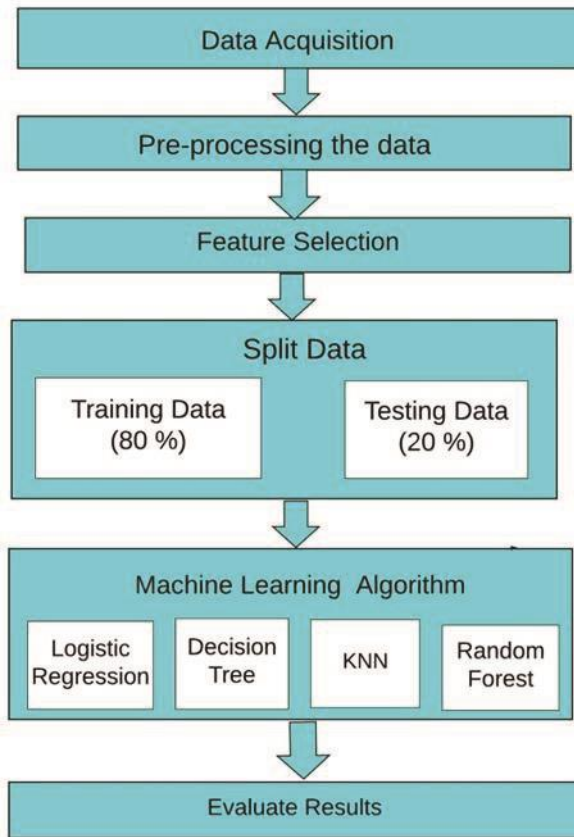 Data Acquisition
Pre-processing the data
Feature Selection
Split Data
Training Data
(80 %)
Testing Data
(20 %)
Machine Learning Algorithm
Logistic
Regression
Decision
Tree
KNN
Random
Forest
Evaluate Results